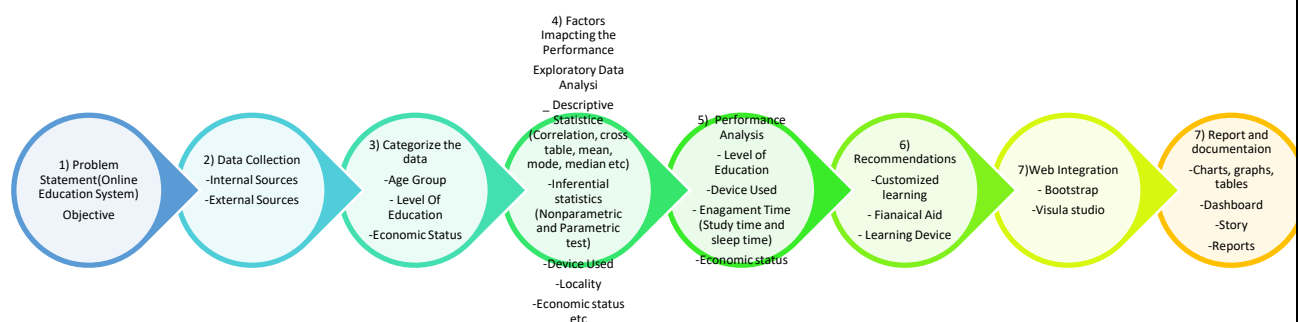 1) Problem
Statement(Online
Education System)
Objective
2) Data Collection
-Internal Sources
-External Sources
3) Categorize the
data
-Age Group
- Level Of
Education
-Economic Status
4) Factors
Imapcting the
Performance
Exploratory Data
Analysi
_ Descriptive
Statistice
(Correlation, cross
table, mean,
mode, median etc)
-Inferential
statistics
(Nonparametric
and Parametric
test)
-Device Used
-Locality
-Economic status
etc
5) Performance
Analysis
- Level of
Education
-Device Used
- Enagament Time
(Study time and
sleep time)
-Economic status
6)
Recommendations
-Customized
learning
- Fianaical Aid
- Learning Device
7)Web Integration
- Bootstrap
-Visula studio
7) Report and
documentaion
-Charts, graphs,
tables
-Dashboard
-Story
-Reports